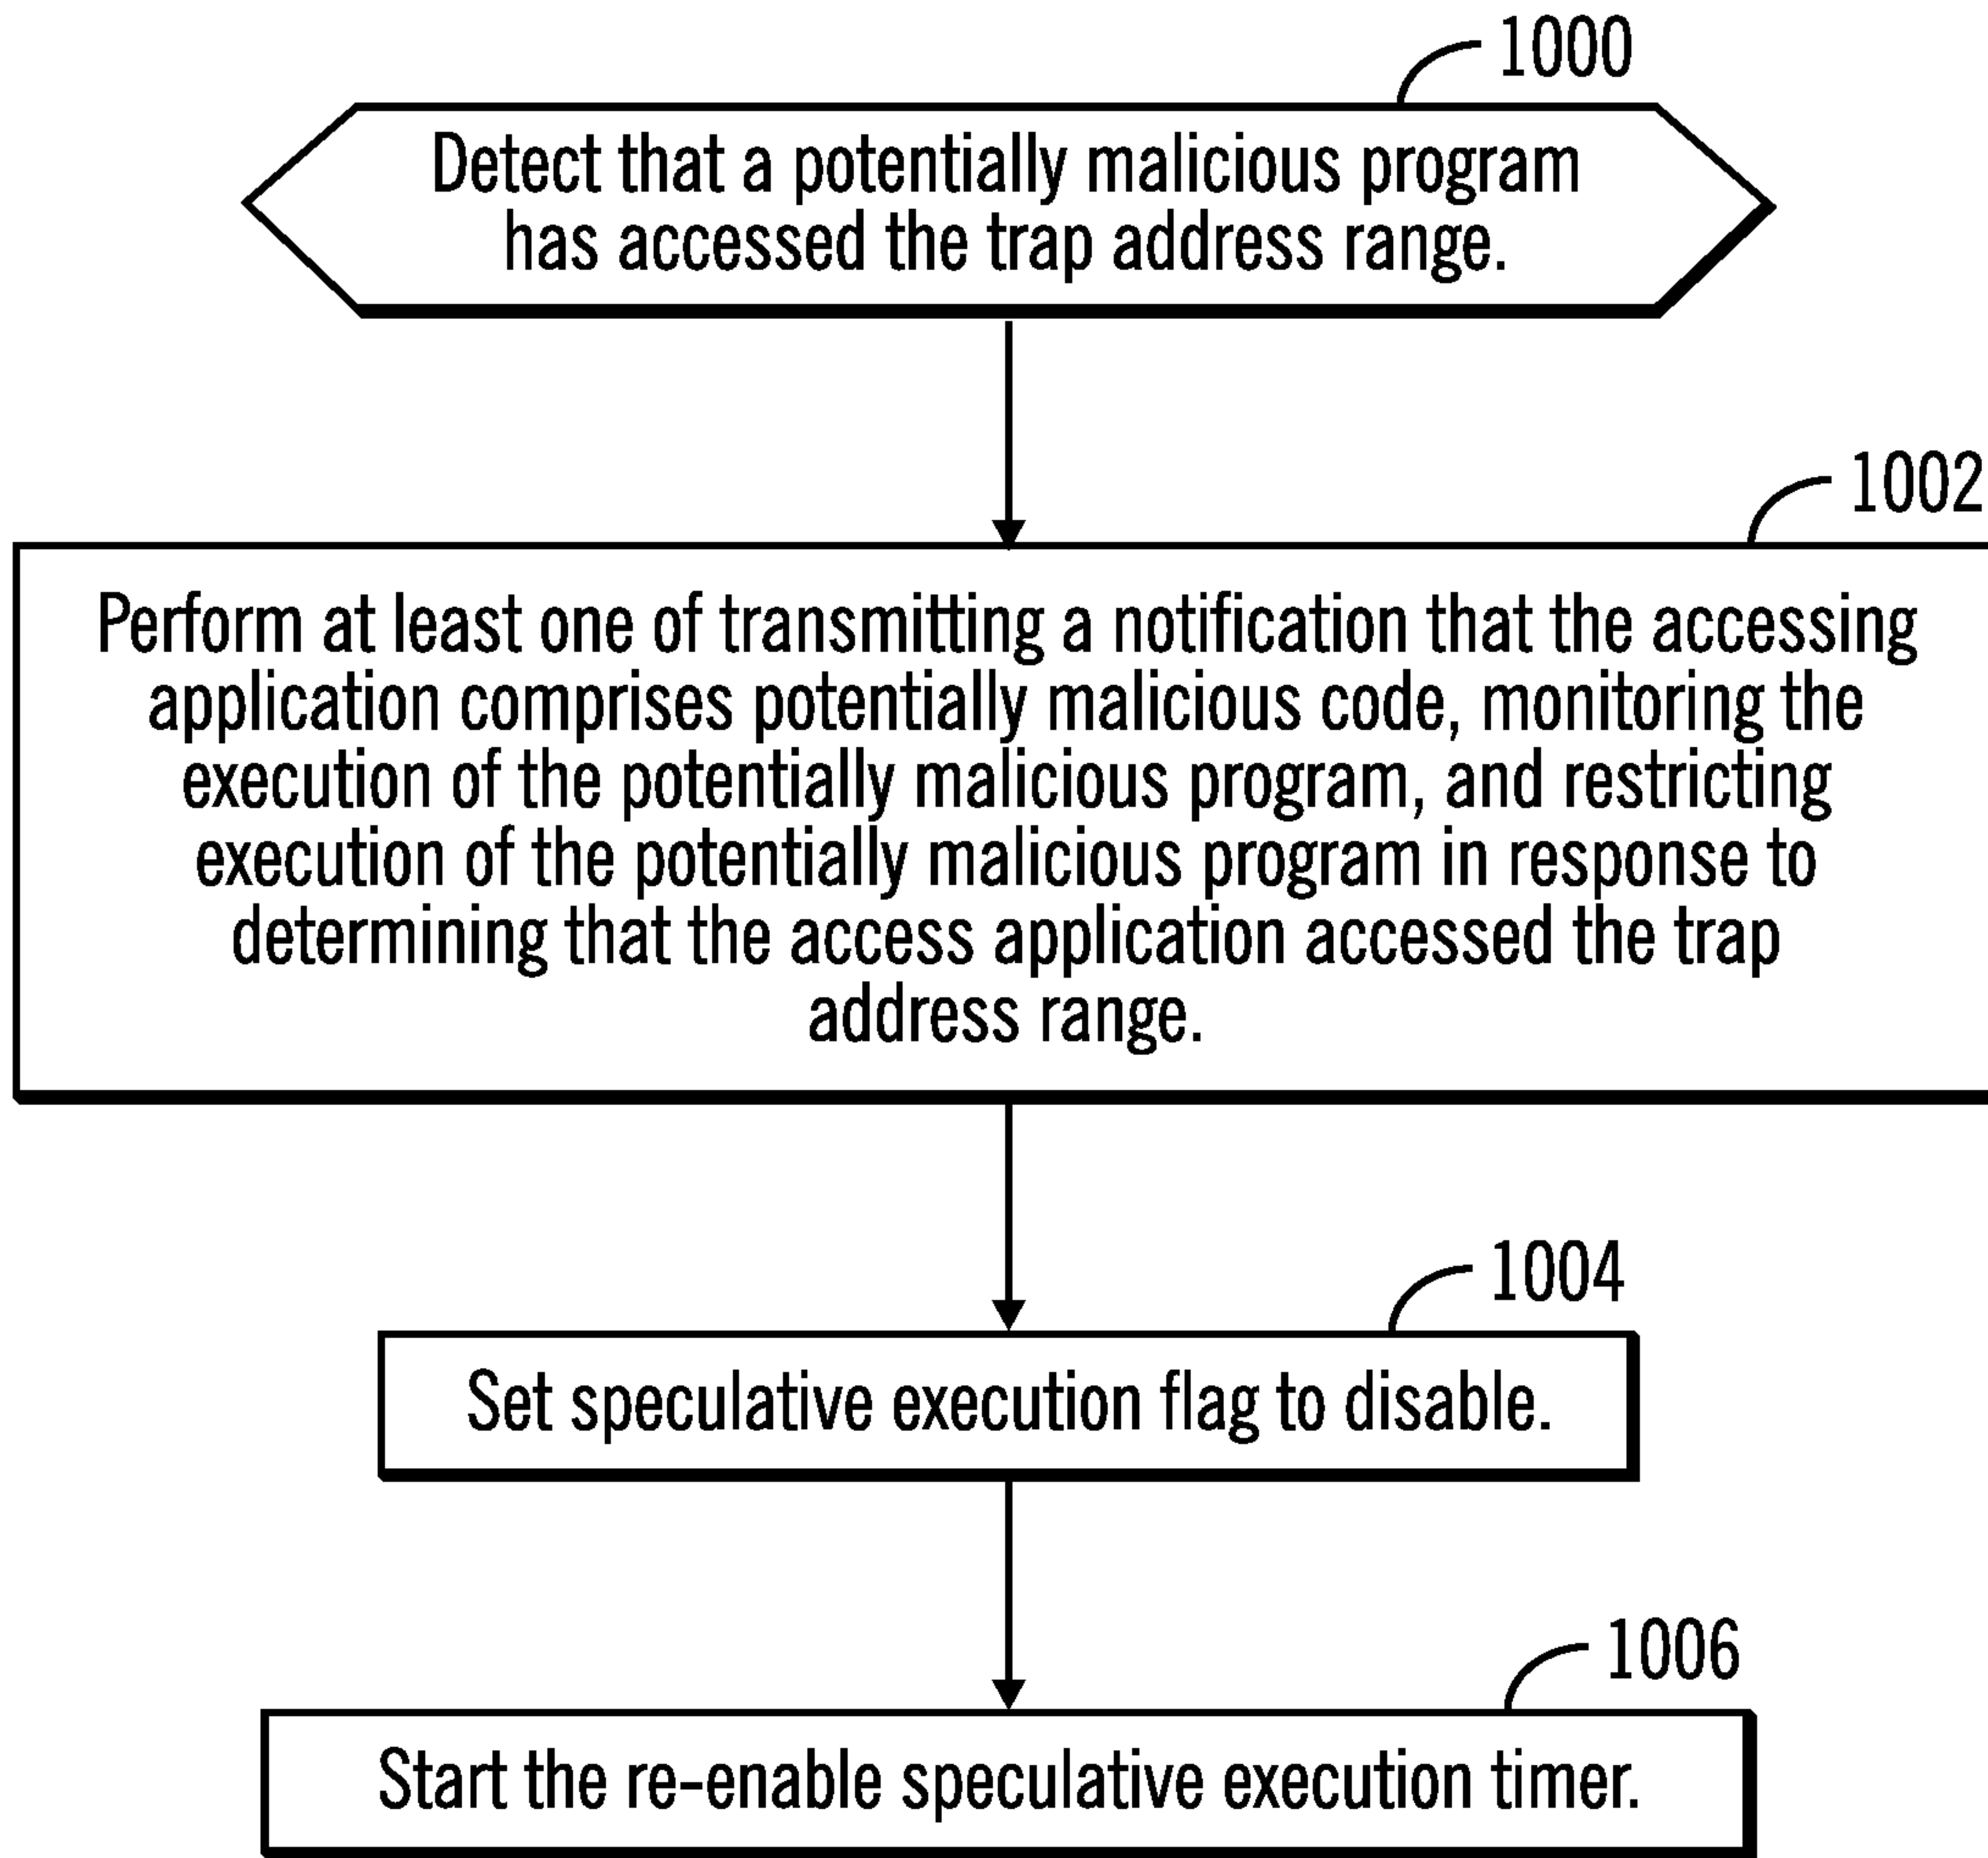 1000
Detect that a potentially malicious program
has accessed the trap address range.
1002
Perform at least one of transmitting a notification that the accessing
application comprises potentially malicious code, monitoring the
execution of the potentially malicious program, and restricting
execution of the potentially malicious program in response to
determining that the access application accessed the trap
address range.
1004
Set speculative execution flag to disable.
1006
Start the re-enable speculative execution timer.